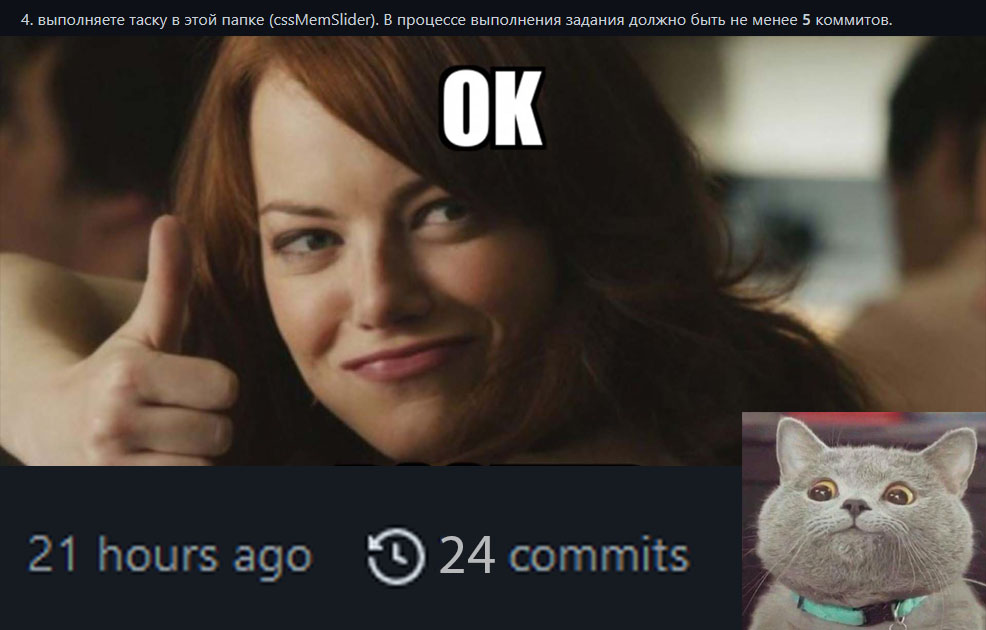 4. выполняете таску в этой папке (cssMemSlider). В процессе выполнения задания должно быть не менее 5 коммитов.
OK
21 hours ago 24 commits